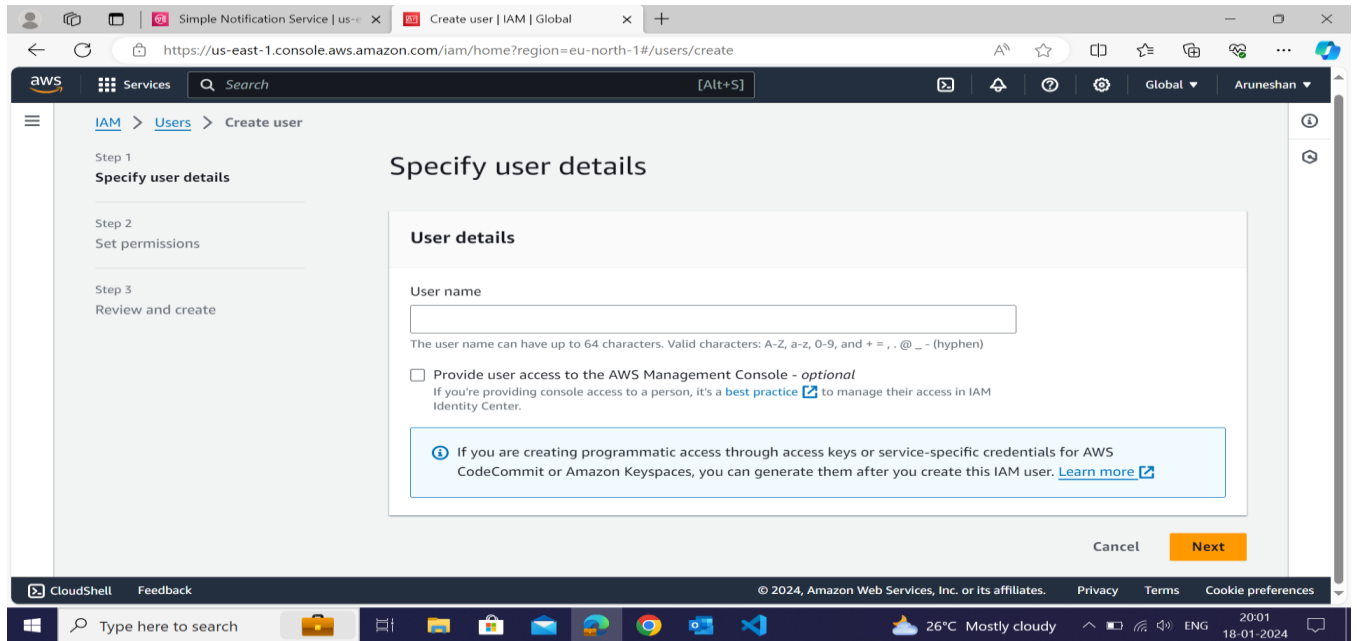 Simple Notification Service | us-e
Create user | IAM | Global
https://us-east-1.console.aws.amazon.com/iam/home?region=eu-north-1#/users/create
aws
Services
Search
[Alt+S]
Global
Aruneshan
IAM > Users > Create user
Step 1
Specify user details
Step 2
Set permissions
Step 3
Review and create
Specify user details
User details
User name
The user name can have up to 64 characters. Valid characters: A-Z, a-z, 0-9, and + = , . @ _ - (hyphen)
Provide user access to the AWS Management Console - optional
If you're providing console access to a person, it's a best practice to manage their access in IAM
Identity Center.
If you are creating programmatic access through access keys or service-specific credentials for AWS
CodeCommit or Amazon Keyspaces, you can generate them after you create this IAM user. Learn more
Cancel
Next
CloudShell
Feedback
© 2024, Amazon Web Services, Inc. or its affiliates.
Privacy
Terms
Cookie preferences
Type here to search
26°C Mostly cloudy
ENG
20:01
18-01-2024